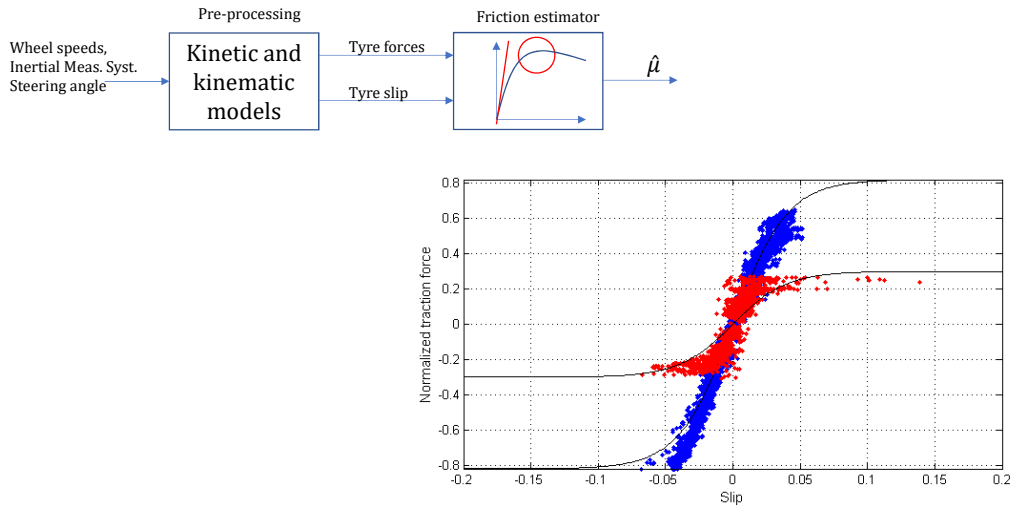 Pre-processing
Friction estimator
Wheel speeds,
Inertial Meas. Syst.
Steering angle
Kinetic and
kinematic
models
Tyre forces
Tyre slip
μ̂
0.8
0.6
0.4
0.2
0
-0.2
-0.4
-0.6
-0.8
Normalized traction force
-0.2 -0.15 -0.1 -0.05 0 0.05 0.1 0.15 0.2
Slip